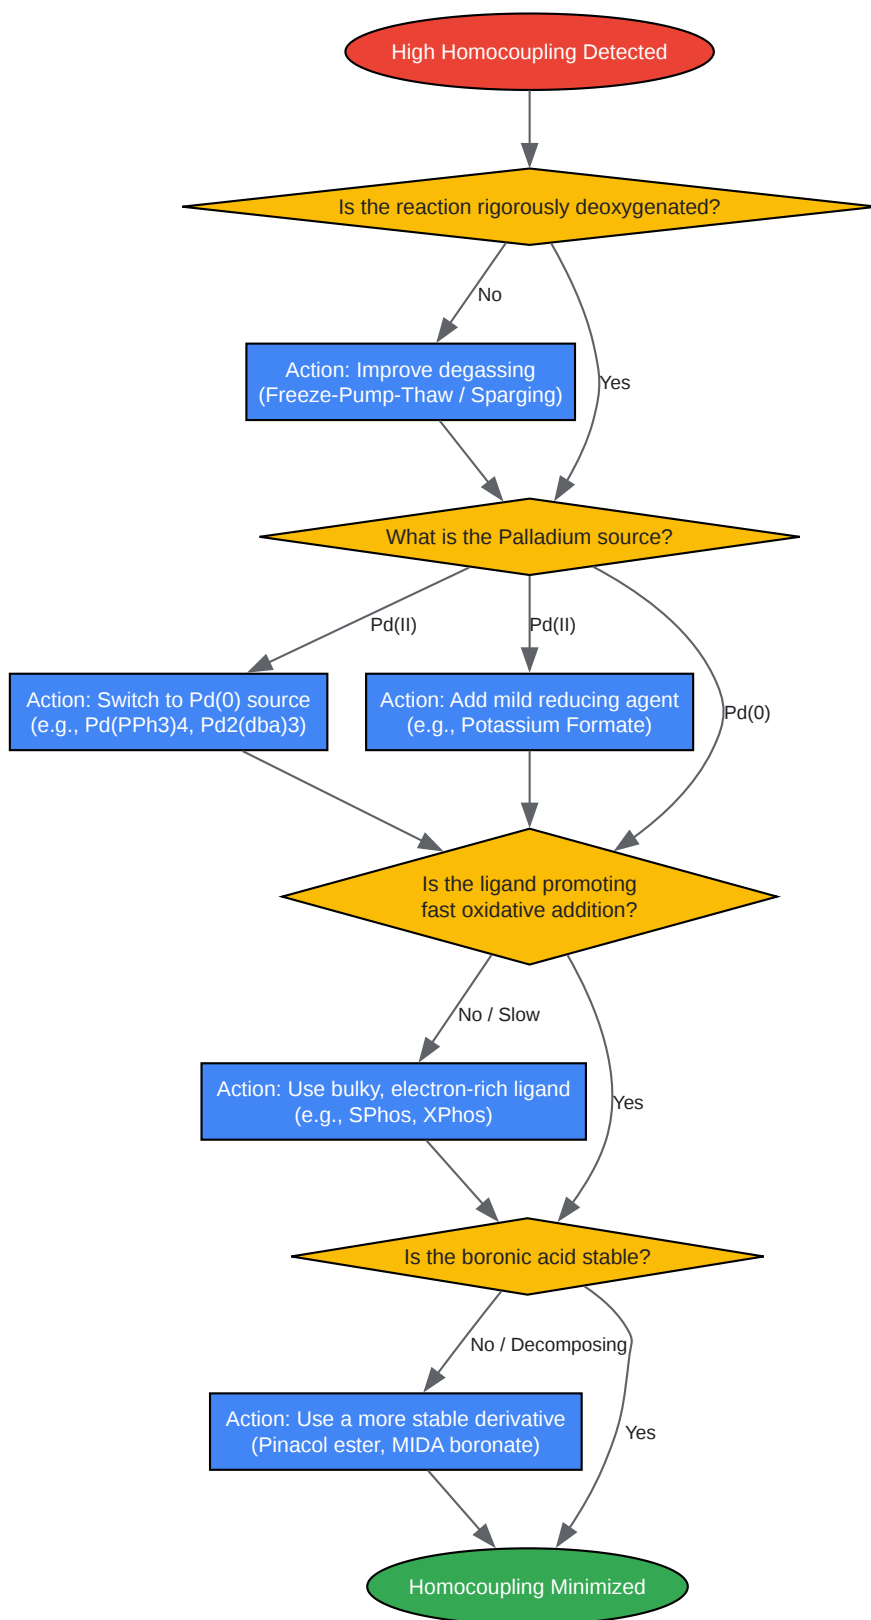 High Homocoupling Detected
Is the reaction rigorously deoxygenated?
No
Action: Improve degassing
(Freeze-Pump-Thaw / Sparging)
Yes
What is the Palladium source?
Pd(II)
Pd(II)
Action: Switch to Pd(0) source
(e.g., Pd(PPh3)4, Pd2(dba)3)
Action: Add mild reducing agent
(e.g., Potassium Formate)
Pd(0)
Is the ligand promoting
fast oxidative addition?
No / Slow
Action: Use bulky, electron-rich ligand
(e.g., SPhos, XPhos)
Yes
Is the boronic acid stable?
No / Decomposing
Action: Use a more stable derivative
(Pinacol ester, MIDA boronate)
Yes
Homocoupling Minimized